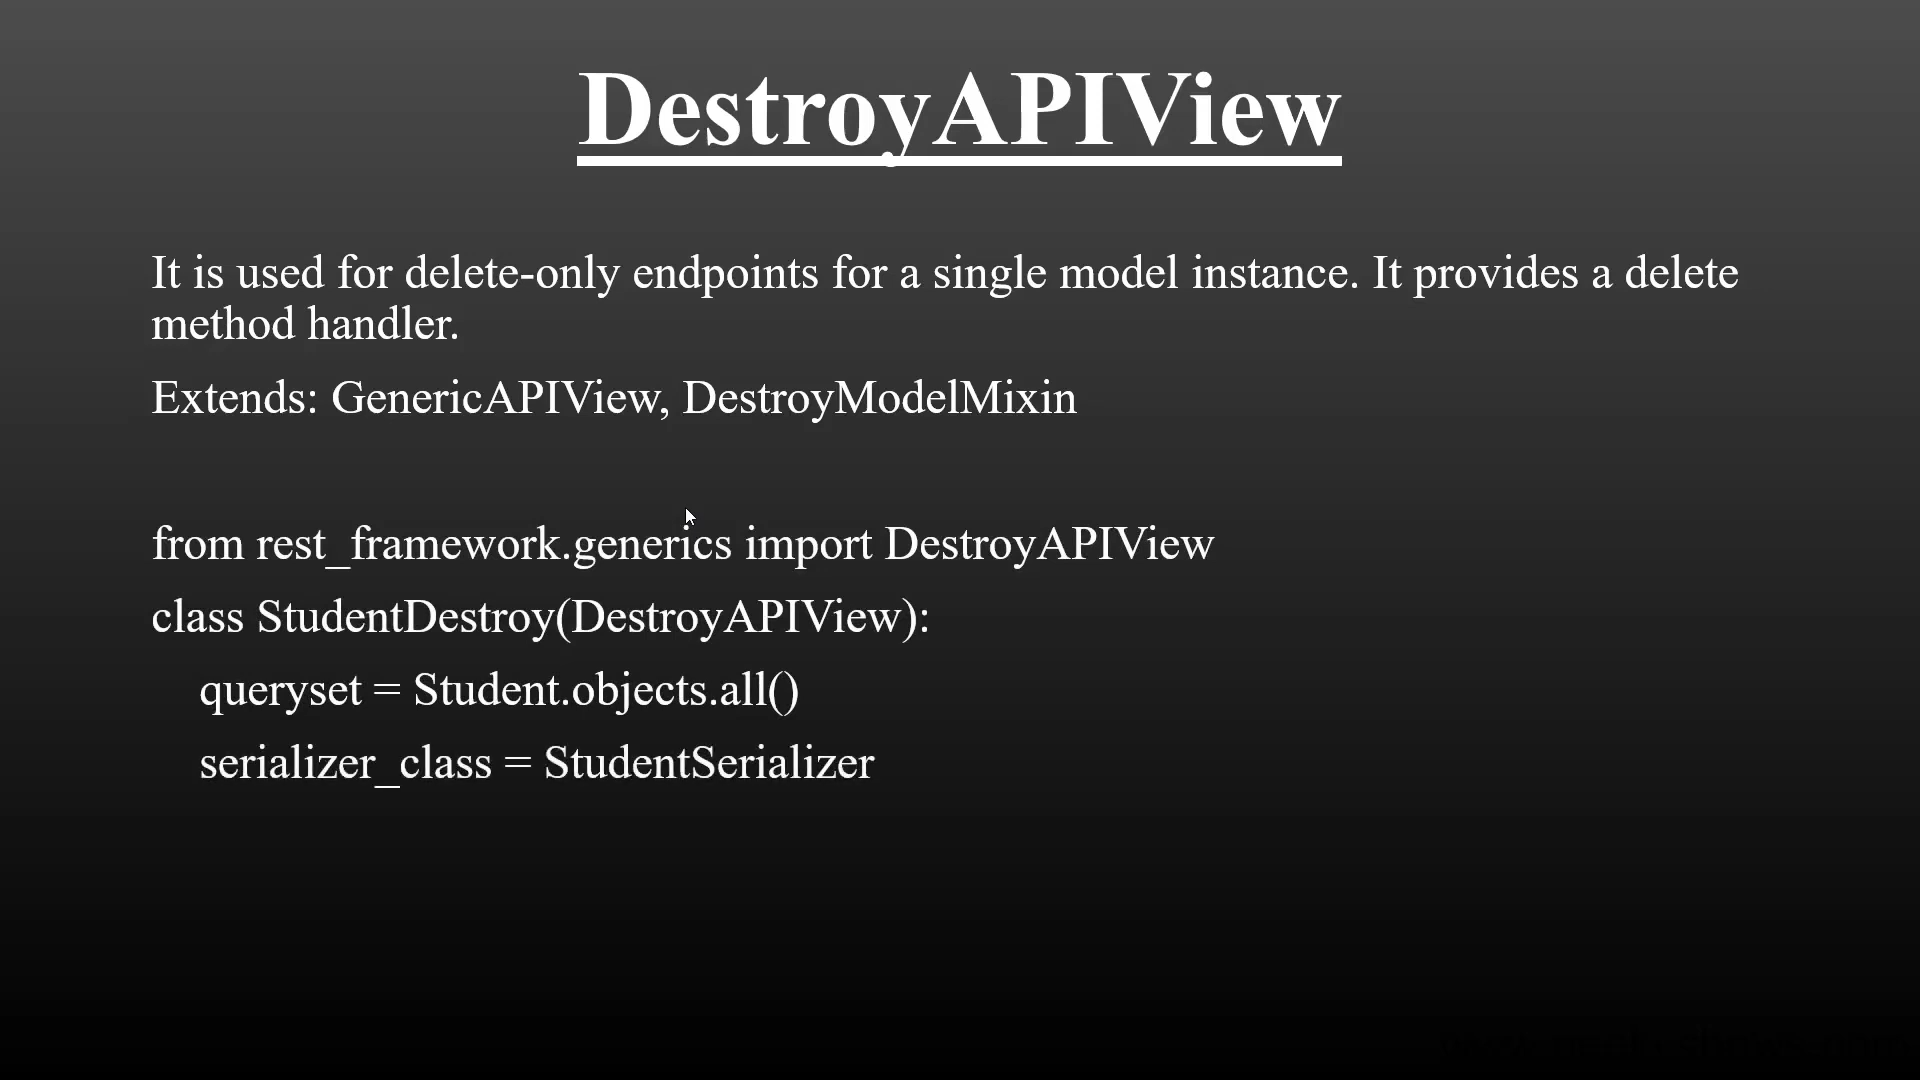 DestroyAPIView
It is used for delete-only endpoints for a single model instance. It provides a delete
method handler.
Extends: GenericAPIView, DestroyModelMixin
from rest_framework.generics import DestroyAPIView
class StudentDestroy(DestroyAPIView):
queryset = Student.objects.all()
serializer_class = StudentSerializer